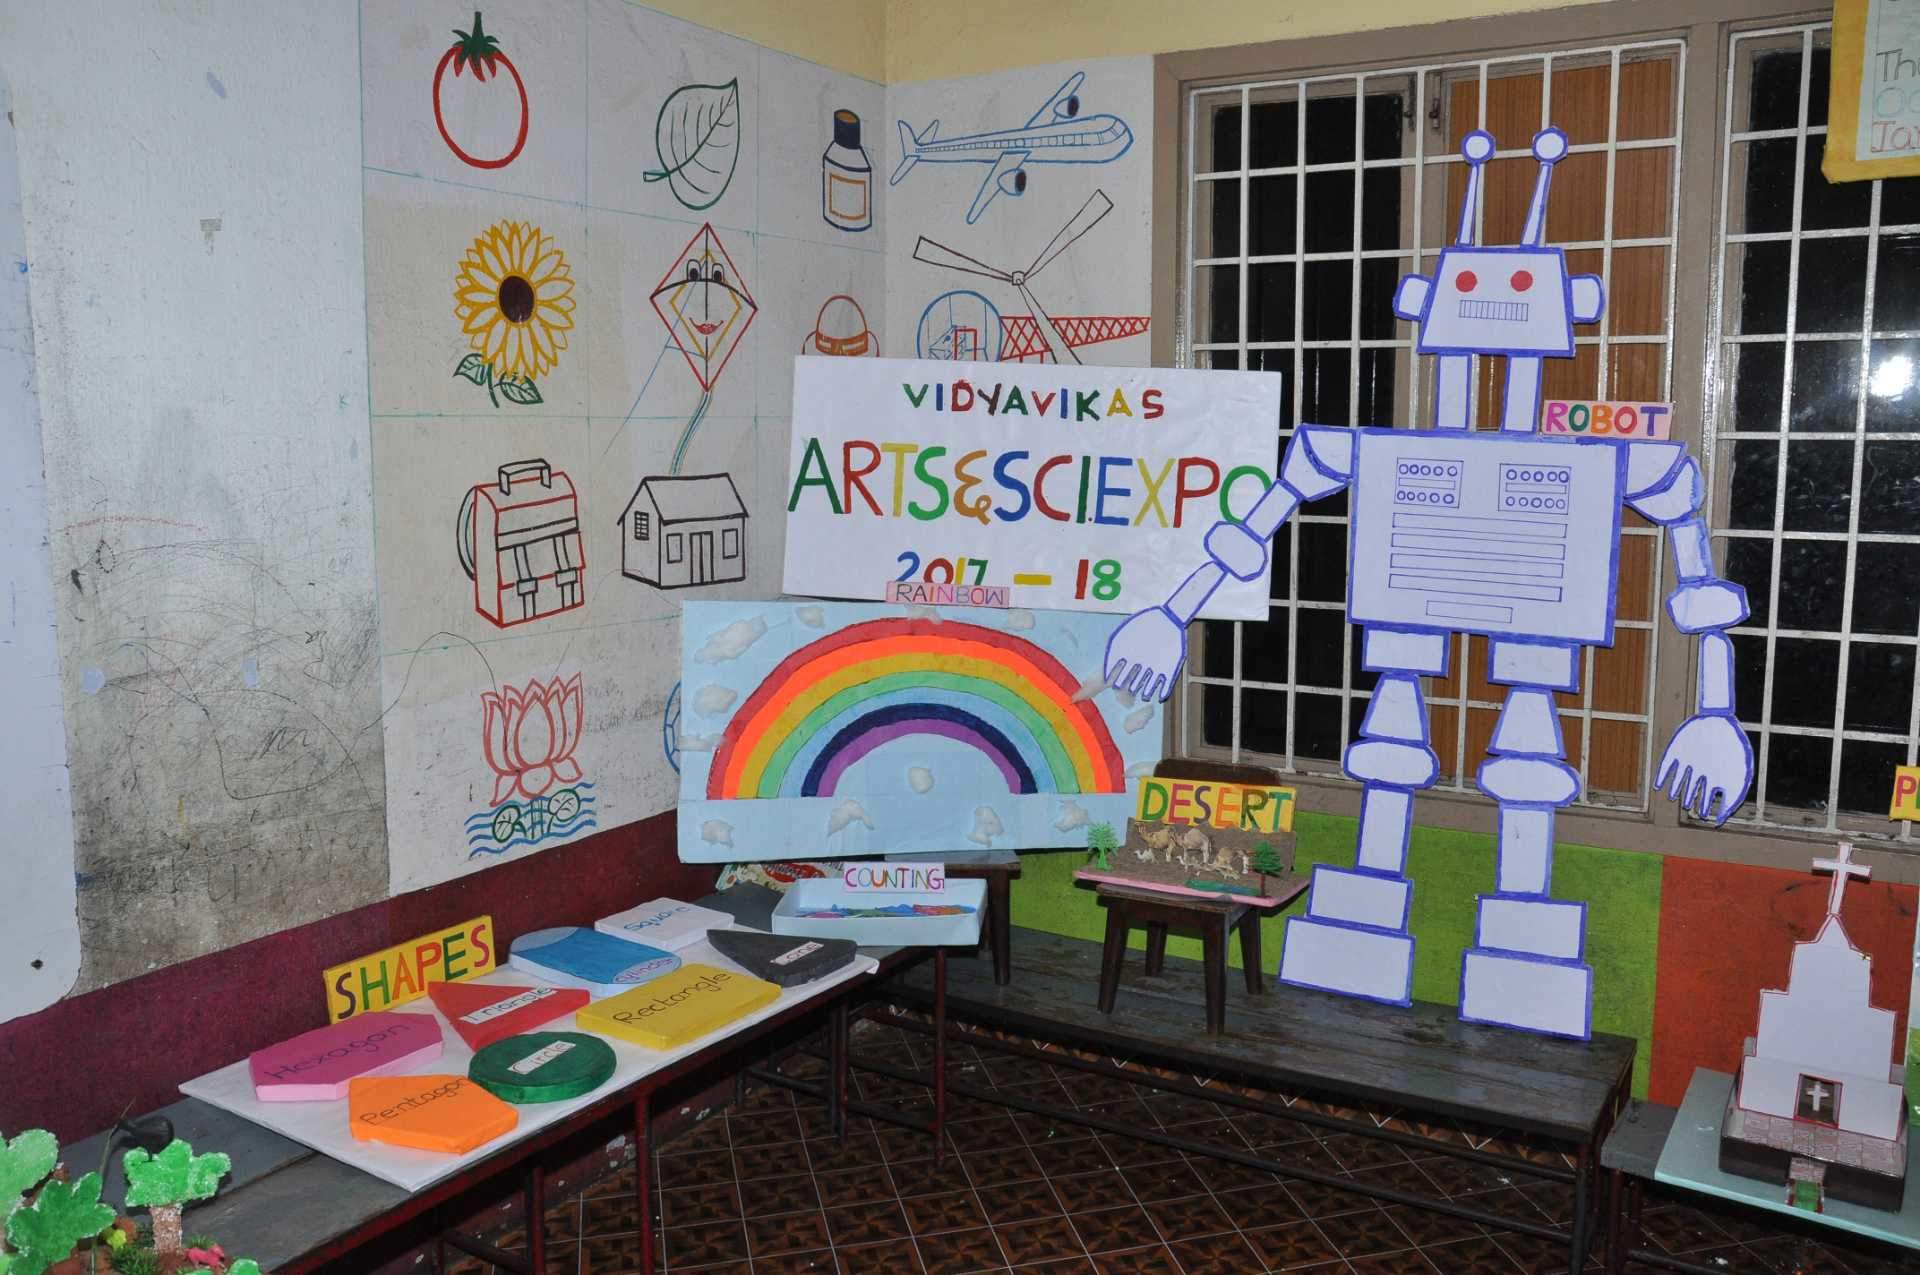 VIDYAVIKAS
ARTS&SCI.EXPO
2017 - 18
RAINBOW
ROBOT
DESERT
COUNTING
SHAPES
Square
Cylinder
Cone
Triangle
Rectangle
Hexagon
Circle
Pentagon